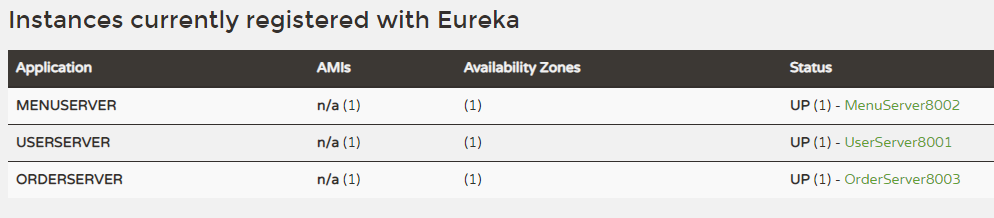 Instances currently registered with Eureka
Application AMIs Availability Zones Status
MENUSERVER n/a (1) (1) UP (1) - MenuServer8002
USERSERVER n/a (1) (1) UP (1) - UserServer8001
ORDERSERVER n/a (1) (1) UP (1) - OrderServer8003